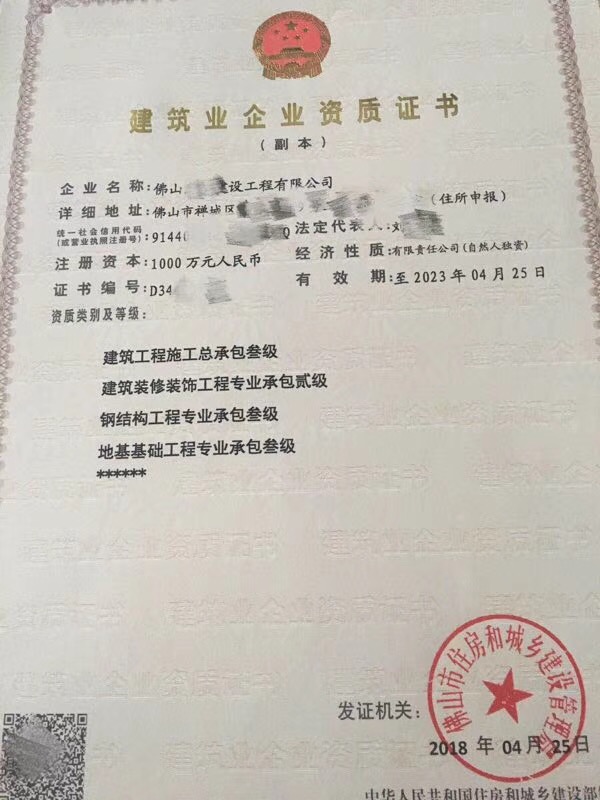 建筑业企业资质证书
(副本)
企业名称:佛山 建设工程有限公司
详细地址:佛山市禅城区 (住所申报)
统一社会信用代码
(或营业执照注册号):91440 Q 法定代表人:刘
注册资本:1000万元人民币 经济性质:有限责任公司(自然人独资)
证书编号:D34 有效期:至2023年04月25日
资质类别及等级:
建筑工程施工总承包叁级
建筑装修装饰工程专业承包贰级
钢结构工程专业承包叁级
地基基础工程专业承包叁级
******
佛山市住房和城乡建设管理局
发证机关:
2018年04月25日
中华人民共和国住房和城乡建设部